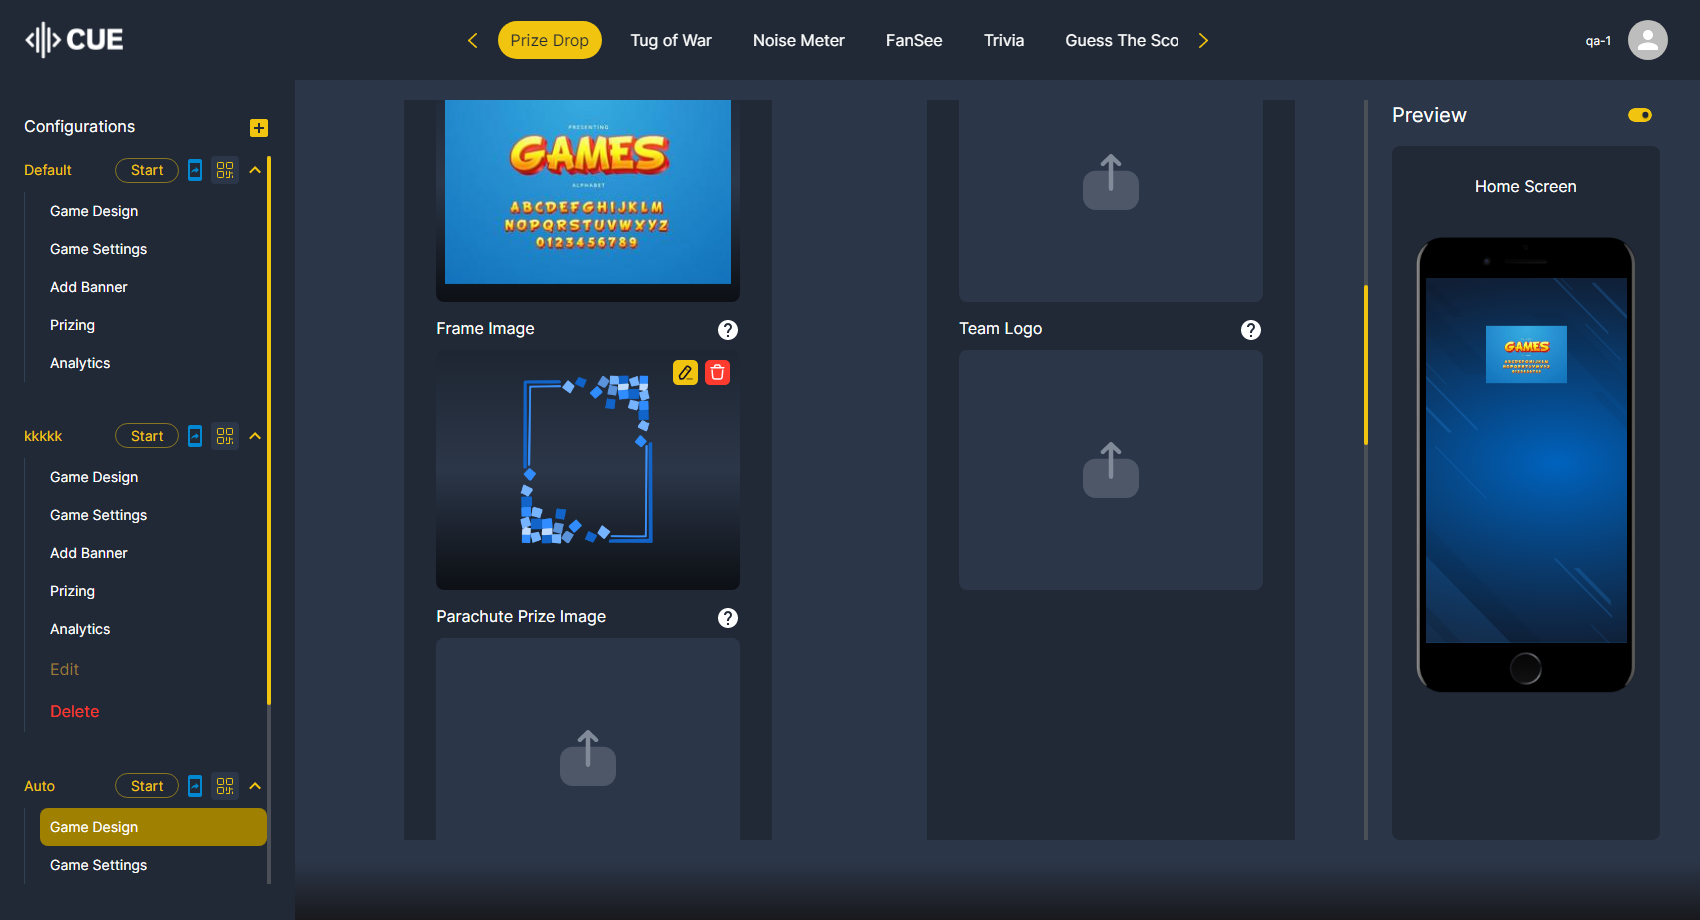 CUE
Prize Drop
Tug of War
Noise Meter
FanSee
Trivia
Guess The Sco
qa-1
Configurations
Default
Start
Game Design
Game Settings
Add Banner
Prizing
Analytics
kkkkk
Start
Game Design
Game Settings
Add Banner
Prizing
Analytics
Edit
Delete
Auto
Start
Game Design
Game Settings
PRESENTING
GAMES
ALPHABET
ABCDEFGHIJKLM
NOPQRSTUVWXYZ
0123456789
Frame Image
?
Parachute Prize Image
?
Team Logo
?
Preview
Home Screen
GAMES
ABCDEFGHIJKLM
NOPQRSTUVWXYZ
0123456789